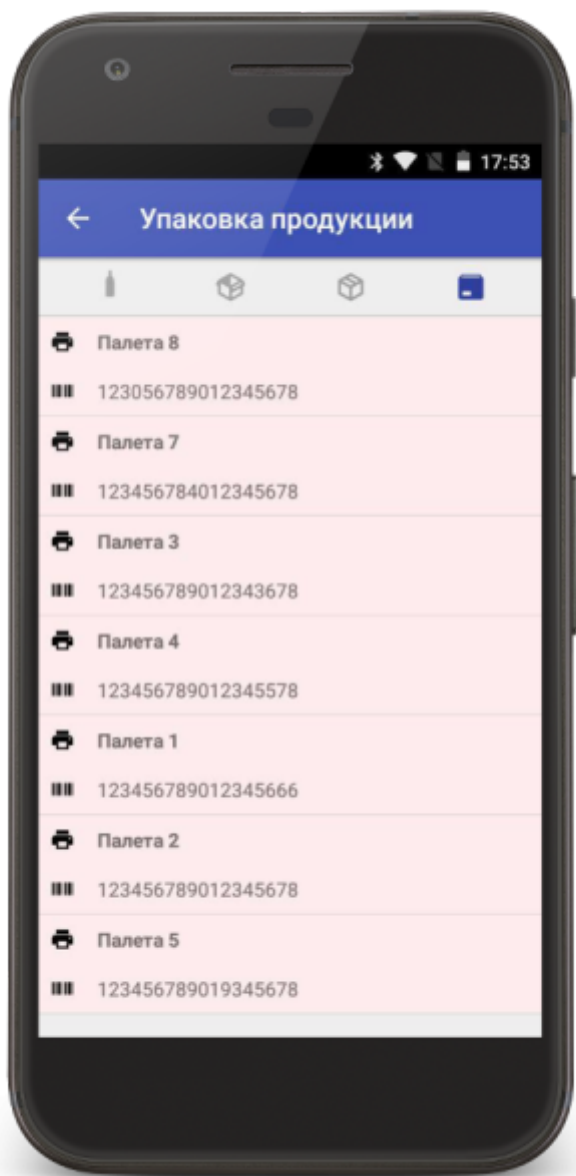 17:53
Упаковка продукции
Палета 8
123056789012345678
Палета 7
123456784012345678
Палета 3
123456789012343678
Палета 4
123456789012345578
Палета 1
123456789012345666
Палета 2
123456789012345678
Палета 5
123456789019345678